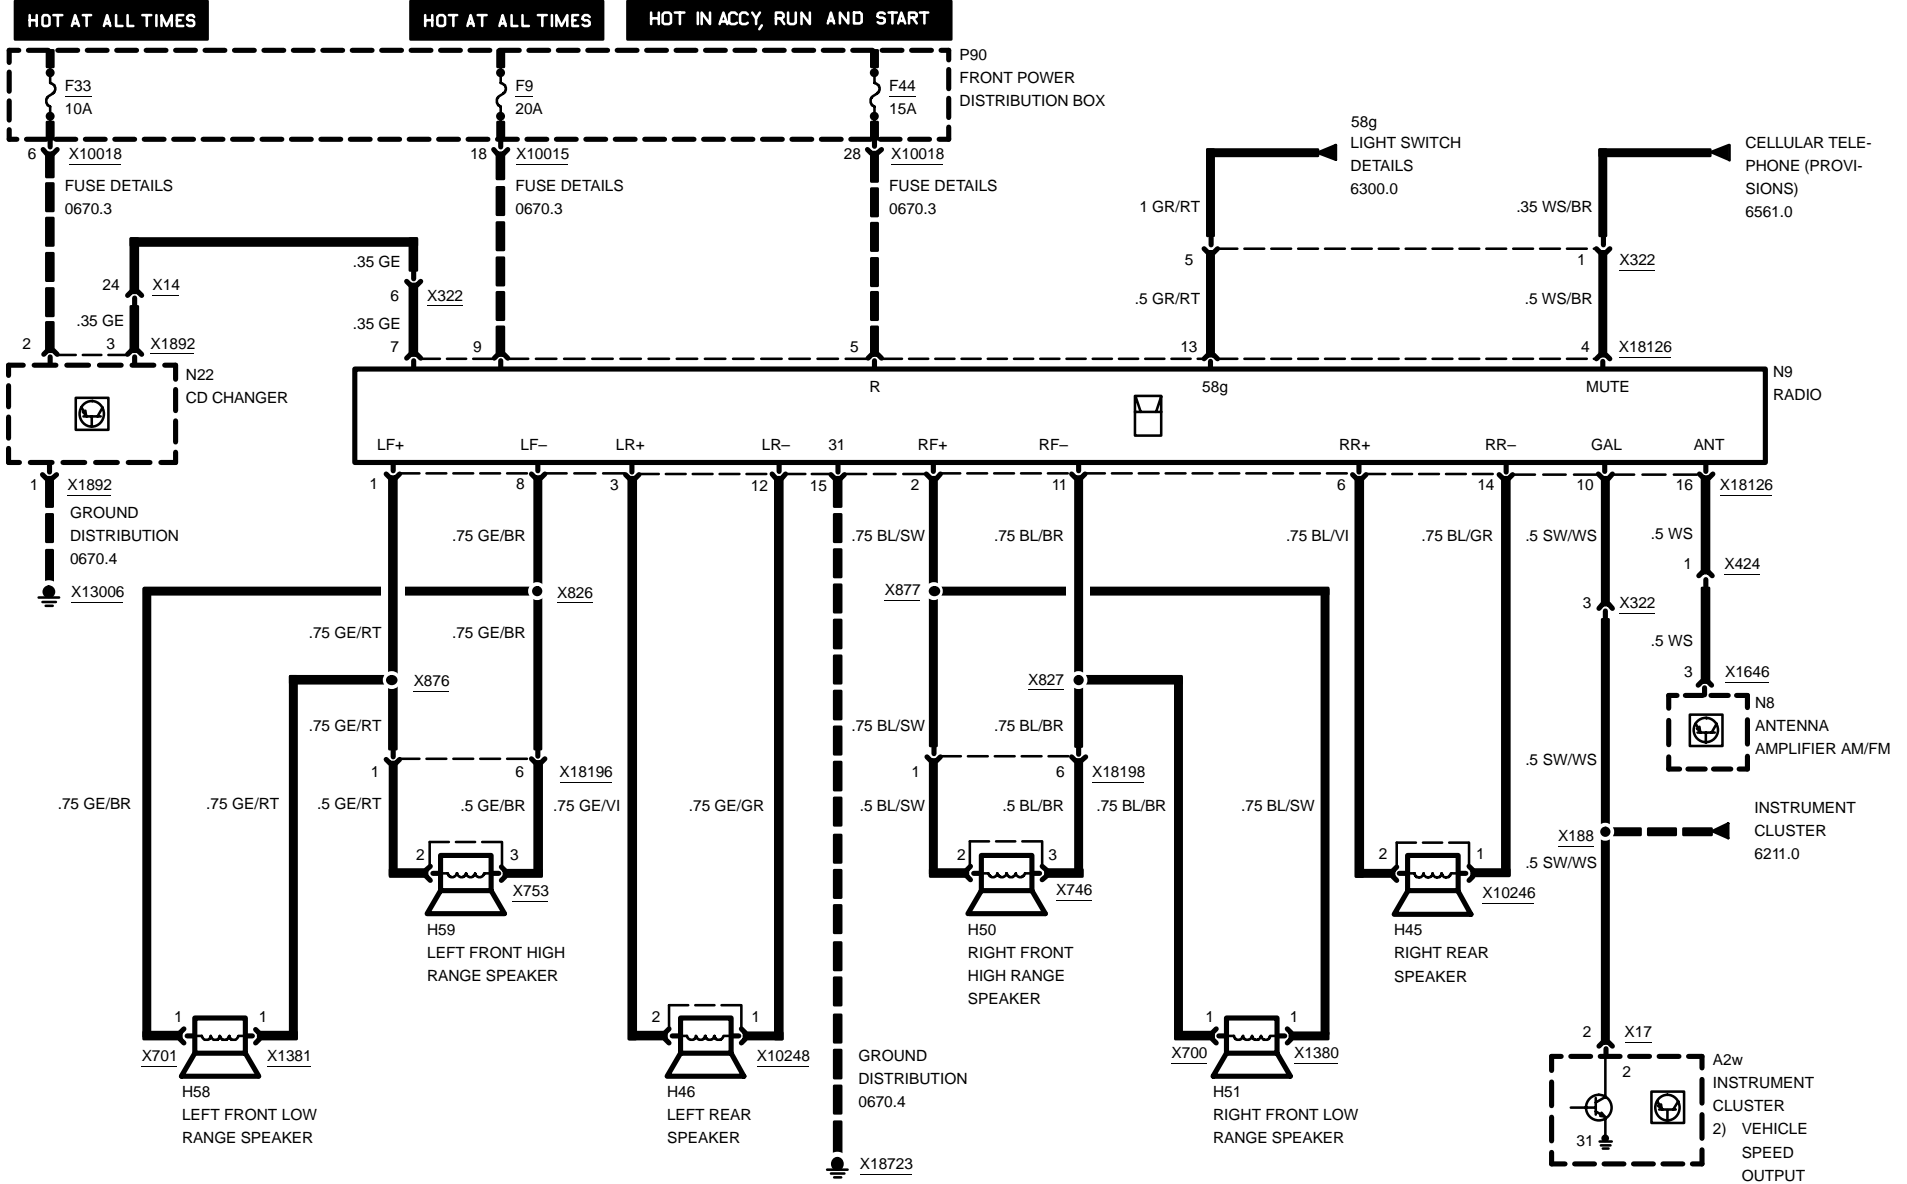 HOT AT ALL TIMES
HOT AT ALL TIMES
HOT IN ACCY, RUN AND START
P90
FRONT POWER
DISTRIBUTION BOX
F33
10A
F9
20A
F44
15A
6
X10018
18
X10015
28
X10018
FUSE DETAILS
0670.3
FUSE DETAILS
0670.3
FUSE DETAILS
0670.3
58g
LIGHT SWITCH
DETAILS
6300.0
CELLULAR TELE-
PHONE (PROVI-
SIONS)
6561.0
1 GR/RT
.35 WS/BR
5
1
X322
.5 GR/RT
.5 WS/BR
.35 GE
24
X14
6
X322
.35 GE
.35 GE
2
3
X1892
7
9
5
13
4
X18126
N22
CD CHANGER
R
58g
MUTE
N9
RADIO
LF+
LF–
LR+
LR–
31
RF+
RF–
RR+
RR–
GAL
ANT
1
X1892
1
8
3
12
15
2
11
6
14
10
16
X18126
GROUND
DISTRIBUTION
0670.4
X13006
.75 GE/BR
.75 BL/SW
.75 BL/BR
.75 BL/VI
.75 BL/GR
.5 SW/WS
.5 WS
1
X424
X826
X877
3
X322
.75 GE/RT
.75 GE/BR
.5 WS
X876
X827
3
X1646
N8
ANTENNA
AMPLIFIER AM/FM
.75 GE/RT
.75 BL/SW
.75 BL/BR
.5 SW/WS
1
6
X18196
1
6
X18198
.75 GE/BR
.75 GE/RT
.5 GE/RT
.5 GE/BR
.75 GE/VI
.75 GE/GR
.5 BL/SW
.5 BL/BR
.75 BL/BR
.75 BL/SW
INSTRUMENT
CLUSTER
6211.0
X188
.5 SW/WS
2
3
X753
2
3
X746
2
1
X10246
H59
LEFT FRONT HIGH
RANGE SPEAKER
H50
RIGHT FRONT
HIGH RANGE
SPEAKER
H45
RIGHT REAR
SPEAKER
1
1
X701
X1381
2
1
X10248
1
1
X700
X1380
2
X17
H58
LEFT FRONT LOW
RANGE SPEAKER
H46
LEFT REAR
SPEAKER
GROUND
DISTRIBUTION
0670.4
X18723
H51
RIGHT FRONT LOW
RANGE SPEAKER
2
31
A2w
INSTRUMENT
CLUSTER
2) VEHICLE
SPEED
OUTPUT